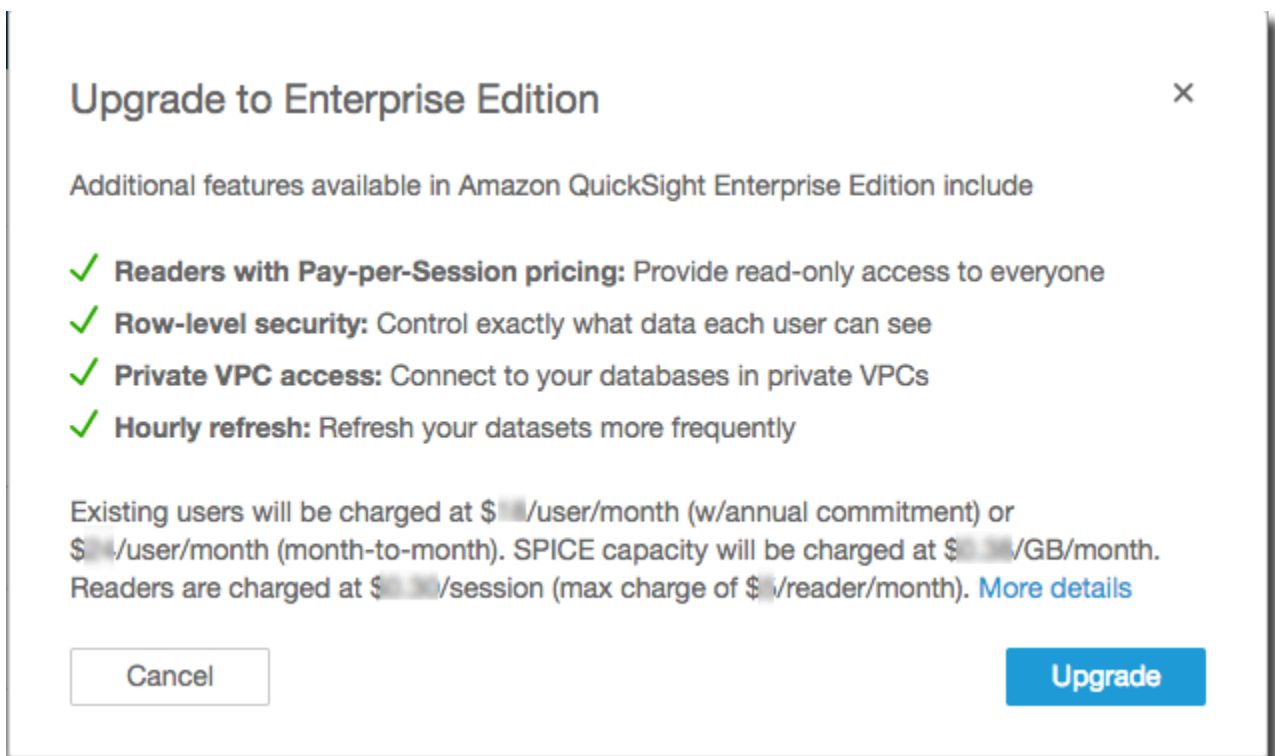 Upgrade to Enterprise Edition
Additional features available in Amazon QuickSight Enterprise Edition include
Readers with Pay-per-Session pricing: Provide read-only access to everyone
Row-level security: Control exactly what data each user can see
Private VPC access: Connect to your databases in private VPCs
Hourly refresh: Refresh your datasets more frequently
Existing users will be charged at $ /user/month (w/annual commitment) or
$ /user/month (month-to-month). SPICE capacity will be charged at $ /GB/month.
Readers are charged at $ /session (max charge of $ /reader/month). More details
Cancel
Upgrade